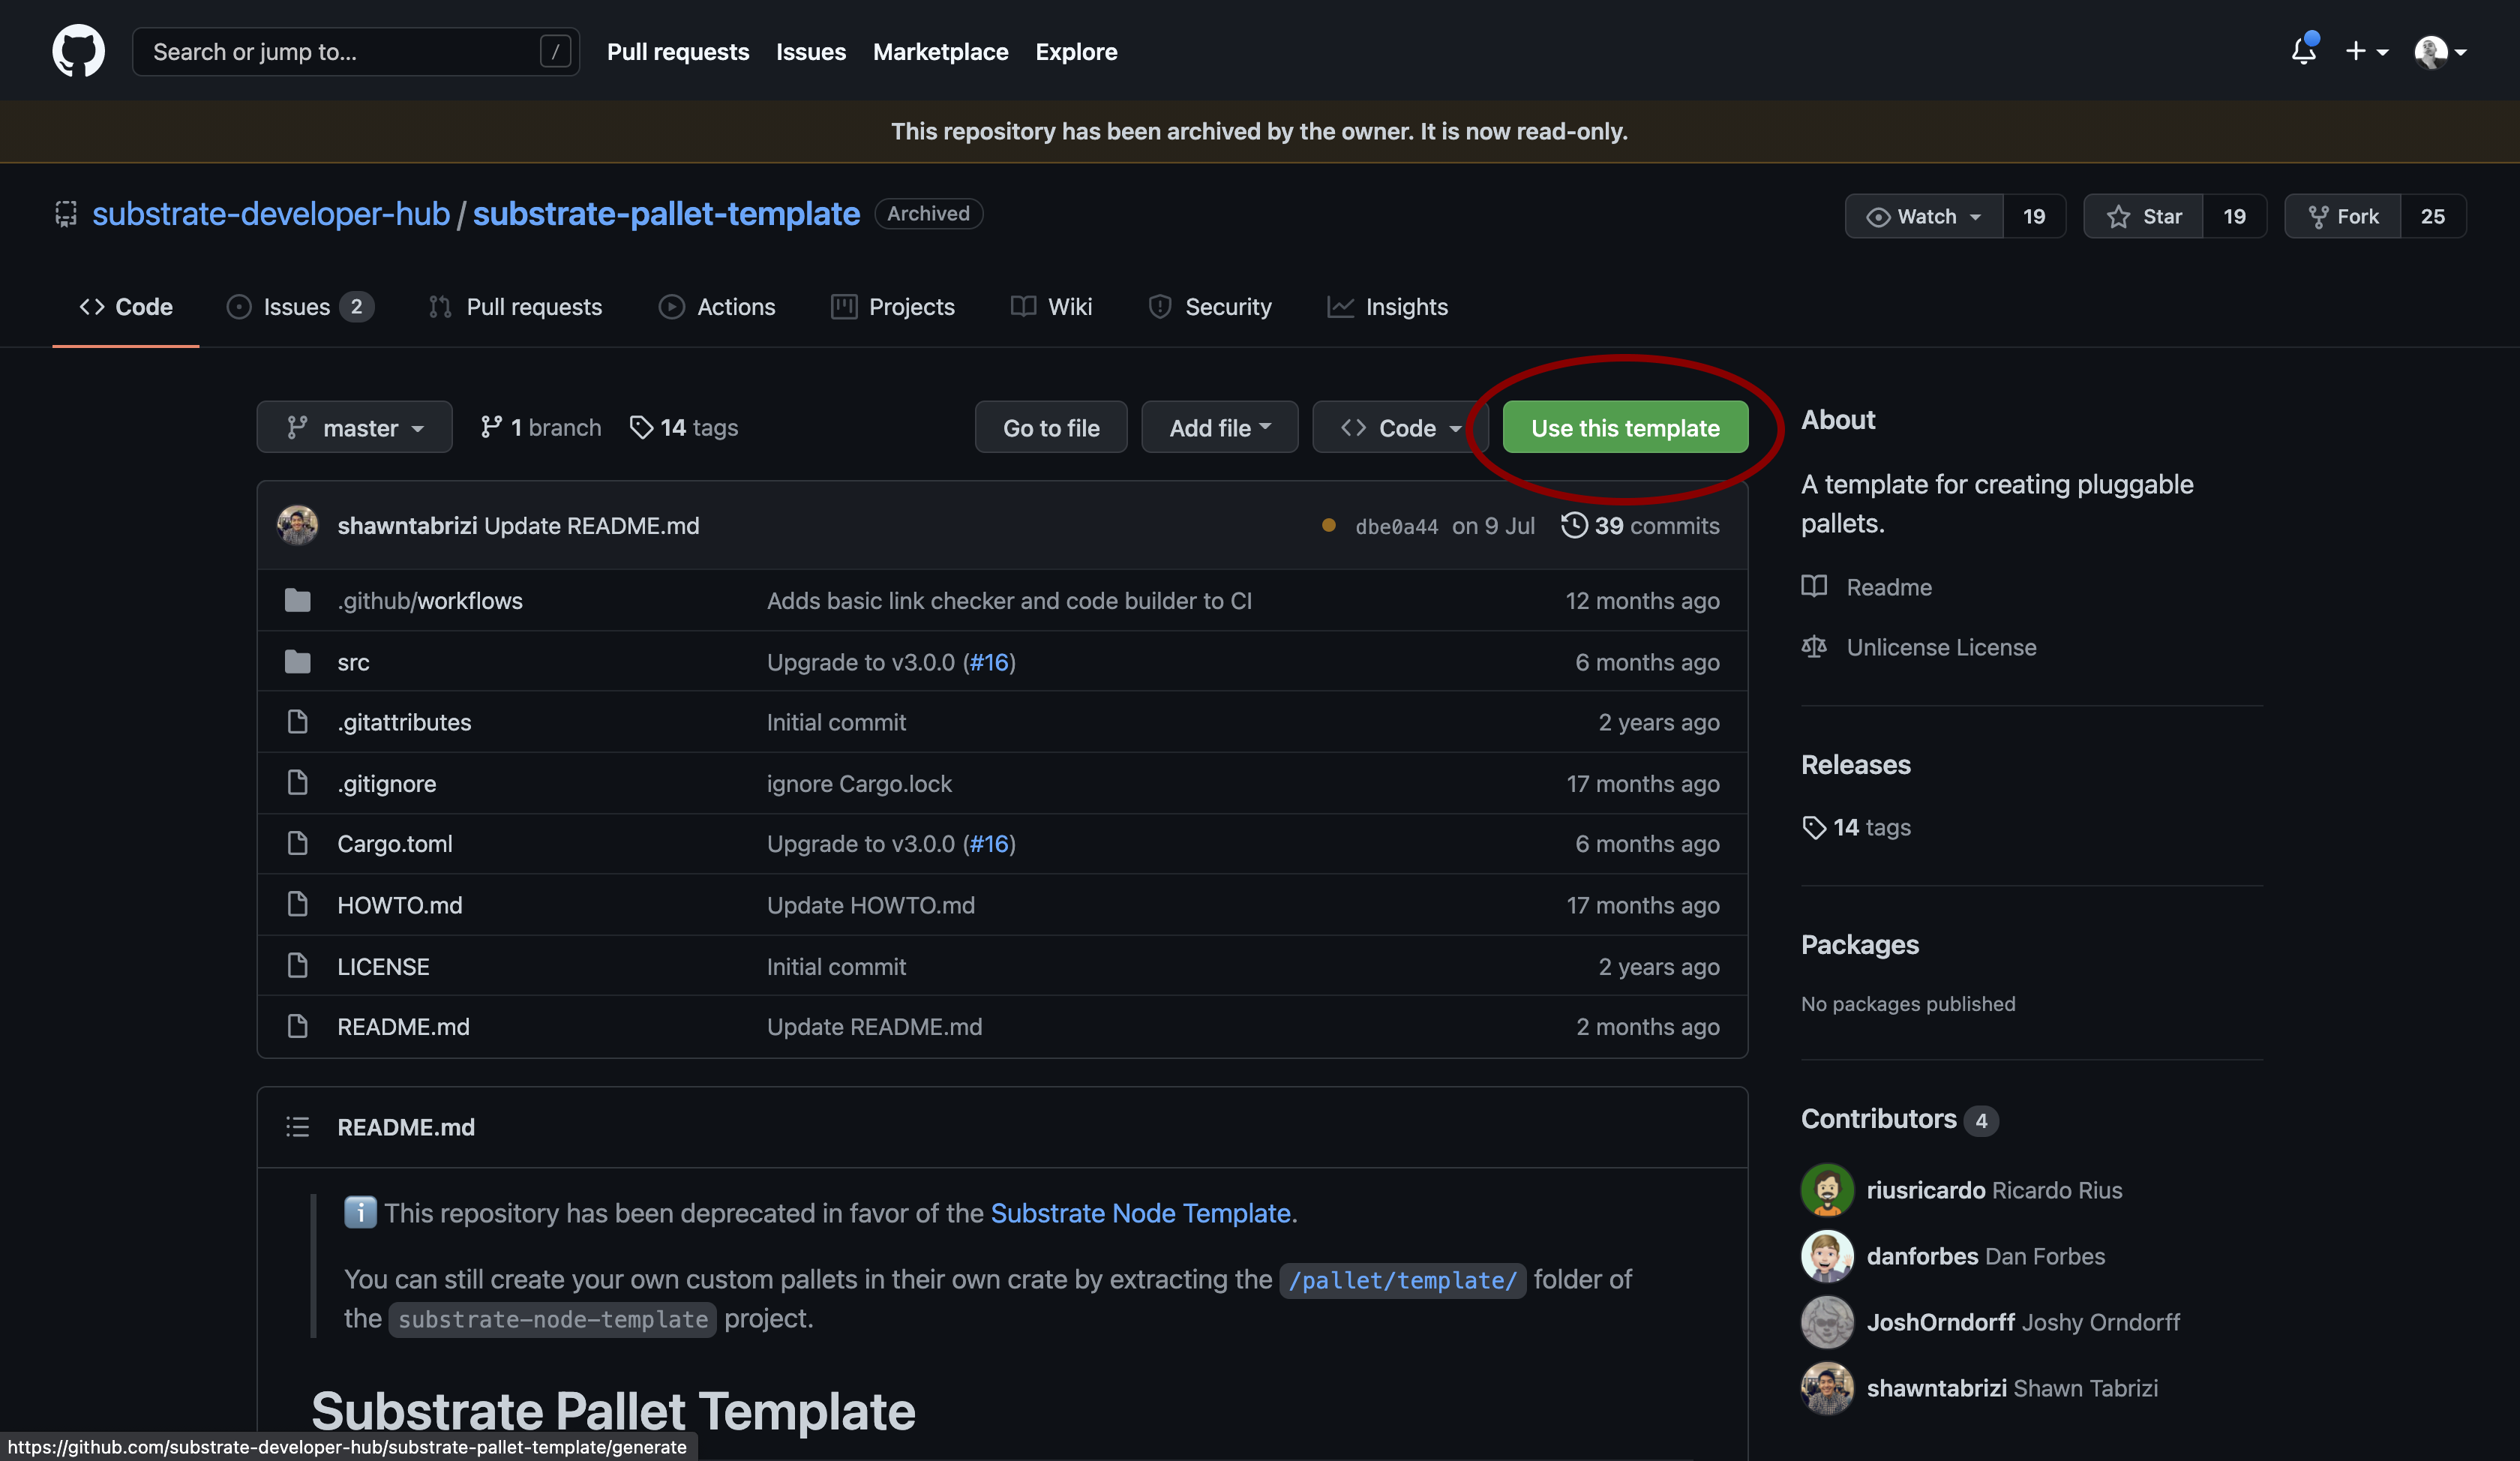 Search or jump to... /
Pull requests Issues Marketplace Explore
This repository has been archived by the owner. It is now read-only.
substrate-developer-hub / substrate-pallet-template Archived
Watch 19 Star 19 Fork 25
Code Issues 2 Pull requests Actions Projects Wiki Security Insights
master 1 branch 14 tags Go to file Add file Code Use this template
shawntabrizi Update README.md dbe0a44 on 9 Jul 39 commits
.github/workflows Adds basic link checker and code builder to CI 12 months ago
src Upgrade to v3.0.0 (#16) 6 months ago
.gitattributes Initial commit 2 years ago
.gitignore ignore Cargo.lock 17 months ago
Cargo.toml Upgrade to v3.0.0 (#16) 6 months ago
HOWTO.md Update HOWTO.md 17 months ago
LICENSE Initial commit 2 years ago
README.md Update README.md 2 months ago
README.md
i This repository has been deprecated in favor of the Substrate Node Template.
You can still create your own custom pallets in their own crate by extracting the /pallet/template/ folder of
the substrate-node-template project.
Substrate Pallet Template
https://github.com/substrate-developer-hub/substrate-pallet-template/generate
About
A template for creating pluggable
pallets.
Readme
Unlicense License
Releases
14 tags
Packages
No packages published
Contributors 4
riusricardo Ricardo Rius
danforbes Dan Forbes
JoshOrndorff Joshy Orndorff
shawntabrizi Shawn Tabrizi